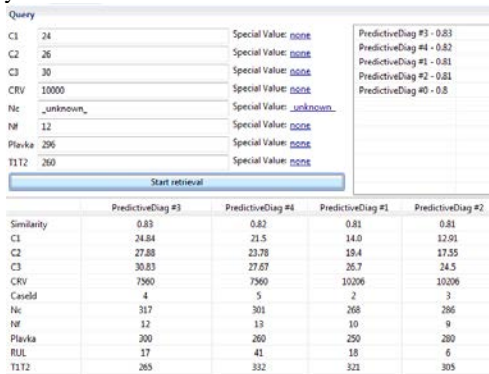 Query
C1 24 Special Value: none
C2 26 Special Value: none
C3 30 Special Value: none
CRV 10000 Special Value: none
Nc _unknown_ Special Value: _unknown_
Nf 12 Special Value: none
Plavka 296 Special Value: none
T1T2 260 Special Value: none
Start retrieval
PredictiveDiag #3 - 0.83
PredictiveDiag #4 - 0.82
PredictiveDiag #1 - 0.81
PredictiveDiag #2 - 0.81
PredictiveDiag #0 - 0.8
PredictiveDiag #3 PredictiveDiag #4 PredictiveDiag #1 PredictiveDiag #2
Similarity 0.83 0.82 0.81 0.81
C1 24.84 21.5 14.0 12.91
C2 27.88 23.78 19.4 17.55
C3 30.83 27.67 26.7 24.5
CRV 7560 7560 10206 10206
CaseId 4 5 2 3
Nc 317 301 268 286
Nf 12 13 10 9
Plavka 300 260 250 280
RUL 17 41 18 6
T1T2 265 332 321 305